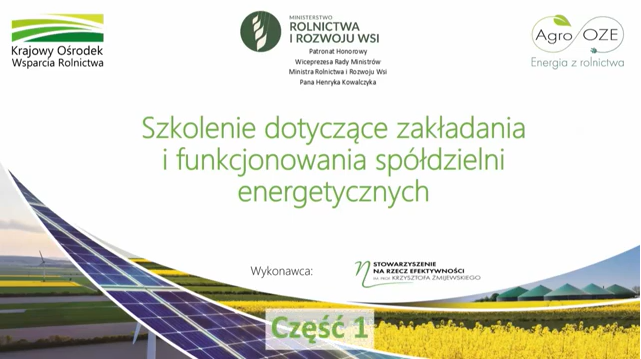 Krajowy Ośrodek
Wsparcia Rolnictwa
MINISTERSTWO
ROLNICTWA
I ROZWOJU WSI
Patronat Honorowy
Wiceprezesa Rady Ministrów
Ministra Rolnictwa i Rozwoju Wsi
Pana Henryka Kowalczyka
Agro OZE
Energia z rolnictwa
Szkolenie dotyczące zakładania
i funkcjonowania spółdzielni
energetycznych
Wykonawca:
STOWARZYSZENIE
NA RZECZ EFEKTYWNOŚCI
IM. PROF. KRZYSZTOFA ŻMIJEWSKIEGO
Część 1